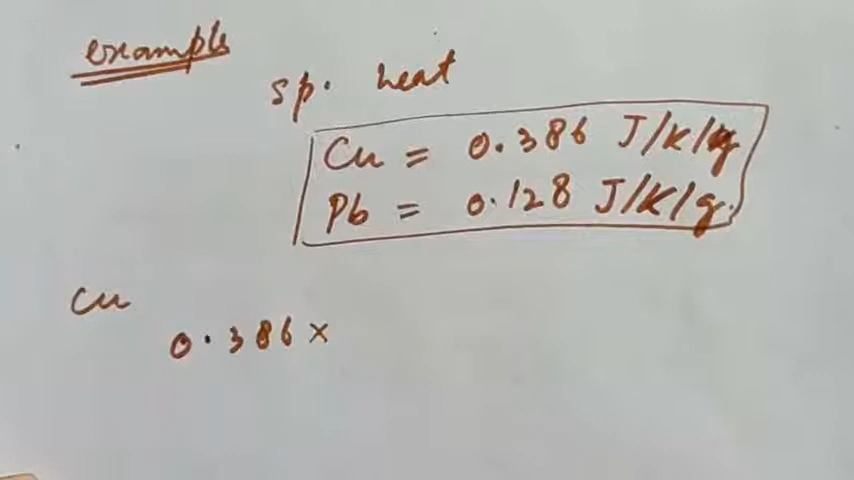 example
sp. heat
Cu = 0.386 J/K/g
Pb = 0.128 J/K/g.
Cu
0.386 ×